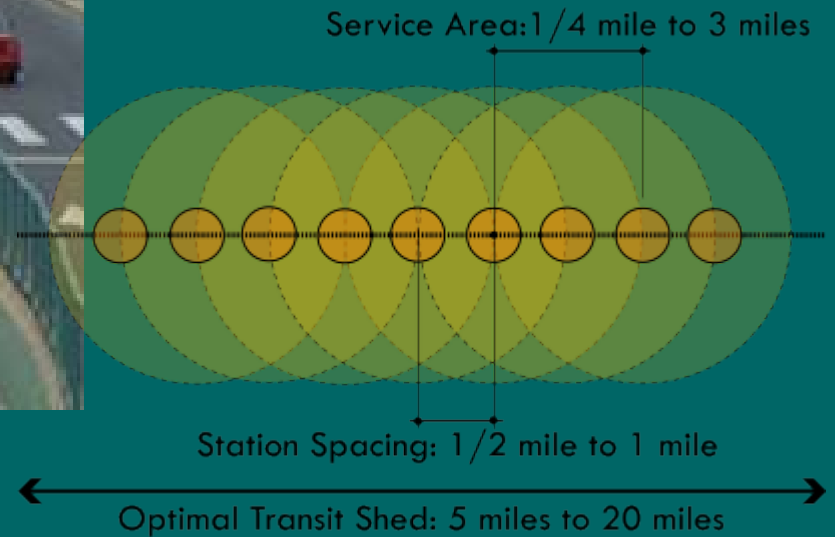 Service Area:1/4 mile to 3 miles
Station Spacing: 1/2 mile to 1 mile
Optimal Transit Shed: 5 miles to 20 miles